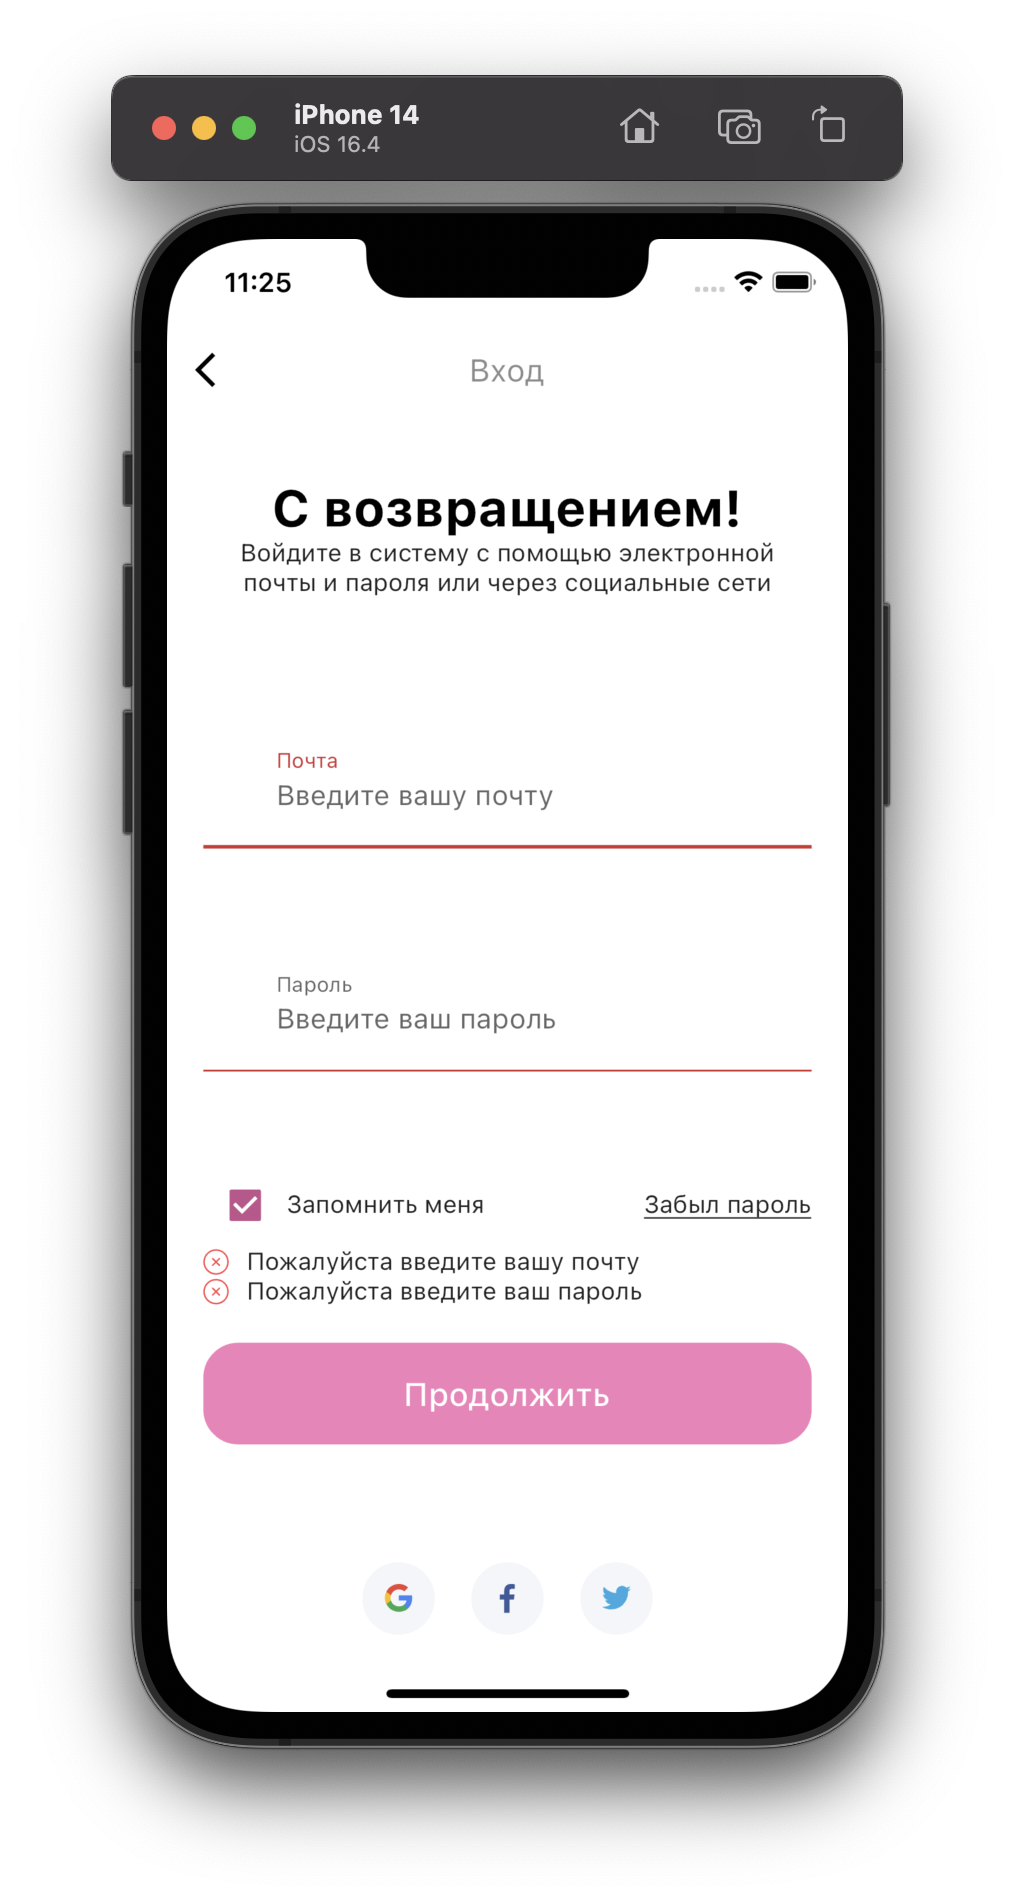 iPhone 14
iOS 16.4
11:25
Вход
С возвращением!
Войдите в систему с помощью электронной
почты и пароля или через социальные сети
Почта
Введите вашу почту
Пароль
Введите ваш пароль
Запомнить меня Забыл пароль
Пожалуйста введите вашу почту
Пожалуйста введите ваш пароль
Продолжить